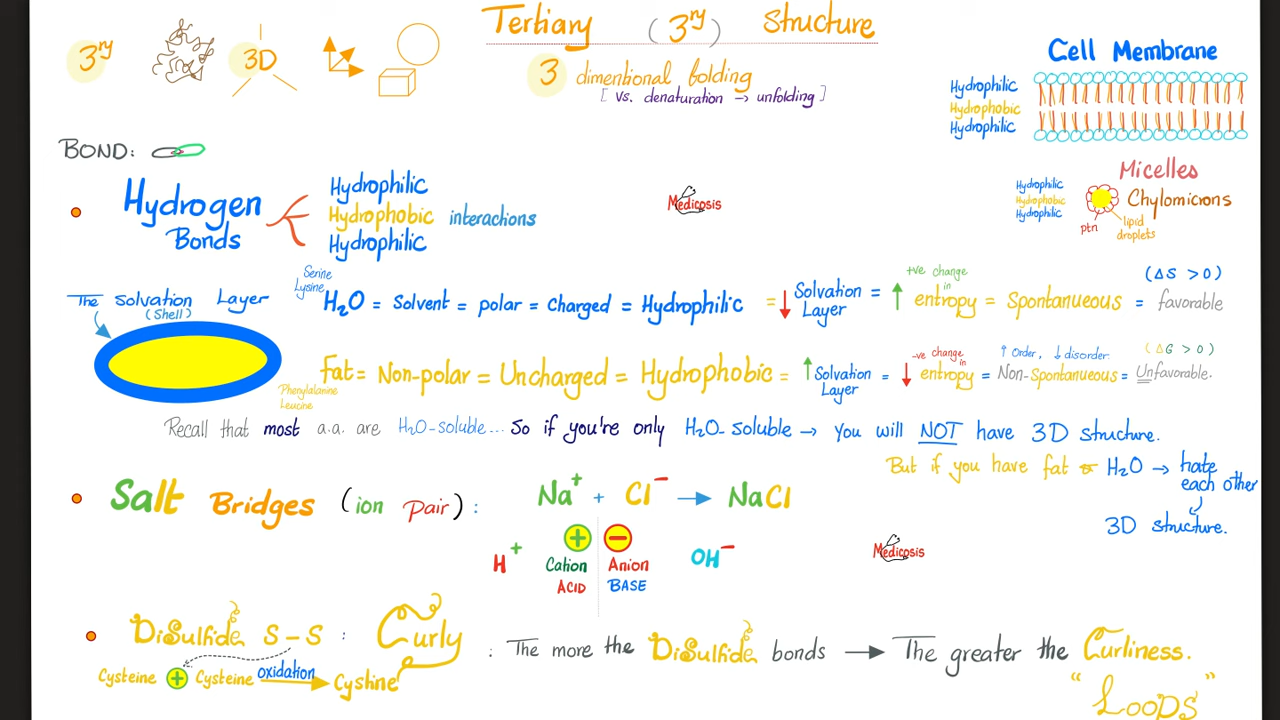 Tertiary (3ry) Structure
3ry
3D
3 dimentional folding
[ vs. denaturation → unfolding ]
Cell Membrane
Hydrophilic
Hydrophobic
Hydrophilic
BOND:
Micelles
Hydrophilic
Hydrophobic
Hydrophilic
Chylomicrons
ptn
lipid
droplets
Hydrogen
Bonds
Hydrophilic
Hydrophobic interactions
Hydrophilic
Medicosis
The Solvation Layer
(Shell)
Serine
Lysine
H₂O = Solvent = polar = Charged = Hydrophilic = ↓ Solvation Layer = ↑ +ve change in entropy = Spontaneous = favorable
(ΔS > 0)
Phenylalanine
Leucine
Fat = Non-polar = Uncharged = Hydrophobic = ↑ Solvation Layer = ↓ -ve change in entropy = Non-Spontaneous = Unfavorable.
↑ Order, ↓ disorder.
(ΔG > 0)
Recall that most a.a. are H₂O-soluble... So if you're only H₂O-soluble → you will NOT have 3D structure.
But if you have fat & H₂O → hate
each other
3D structure.
Salt Bridges (ion Pair) :
Na+ + Cl− → NaCl
H+
+
−
OH−
Cation
Anion
ACID
BASE
Medicosis
DiSulfide S – S : Curly : The more the DiSulfide bonds → The greater the Curliness.
Cysteine + Cysteine oxidation → Cystine
"Loops"